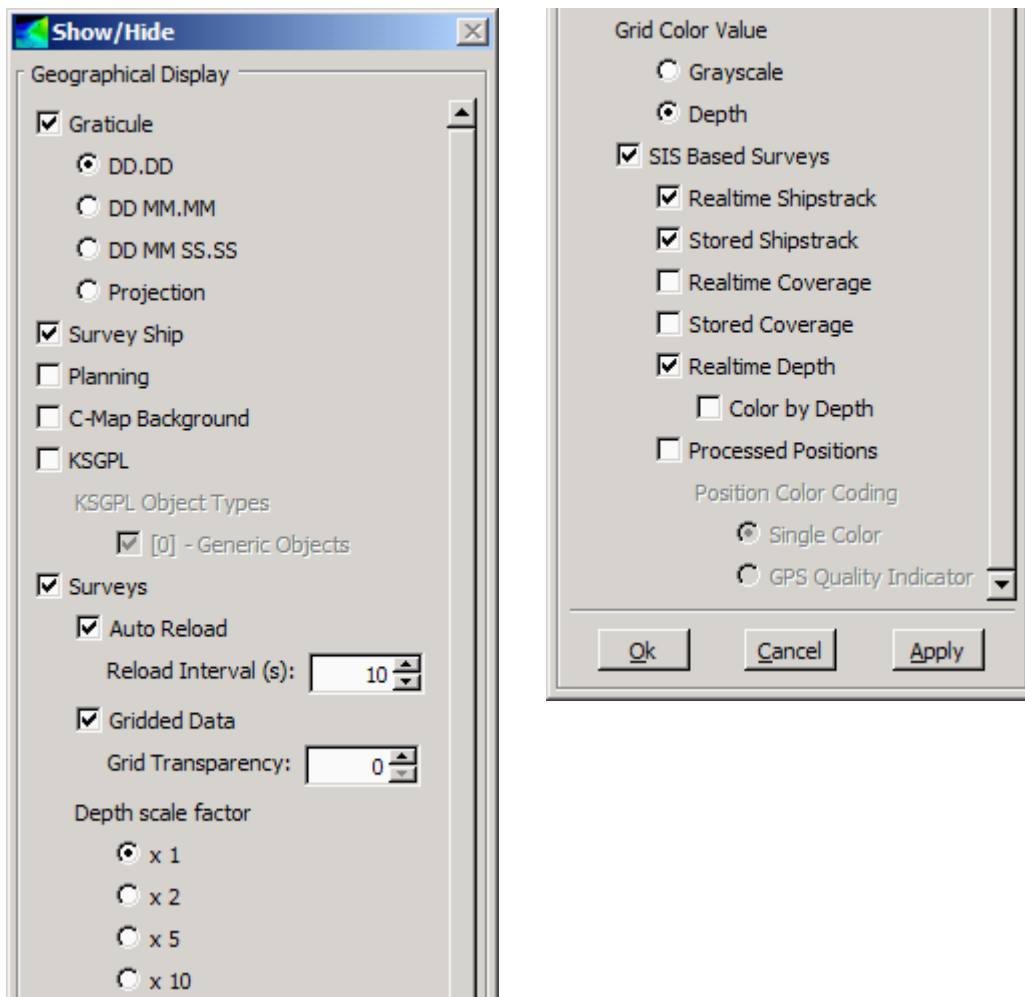 Show/Hide
Geographical Display
Graticule
DD.DD
DD MM.MM
DD MM SS.SS
Projection
Survey Ship
Planning
C-Map Background
KSGPL
KSGPL Object Types
[0] - Generic Objects
Surveys
Auto Reload
Reload Interval (s): 10
Gridded Data
Grid Transparency: 0
Depth scale factor
x 1
x 2
x 5
x 10
Grid Color Value
Grayscale
Depth
SIS Based Surveys
Realtime Shipstrack
Stored Shipstrack
Realtime Coverage
Stored Coverage
Realtime Depth
Color by Depth
Processed Positions
Position Color Coding
Single Color
GPS Quality Indicator
Ok Cancel Apply